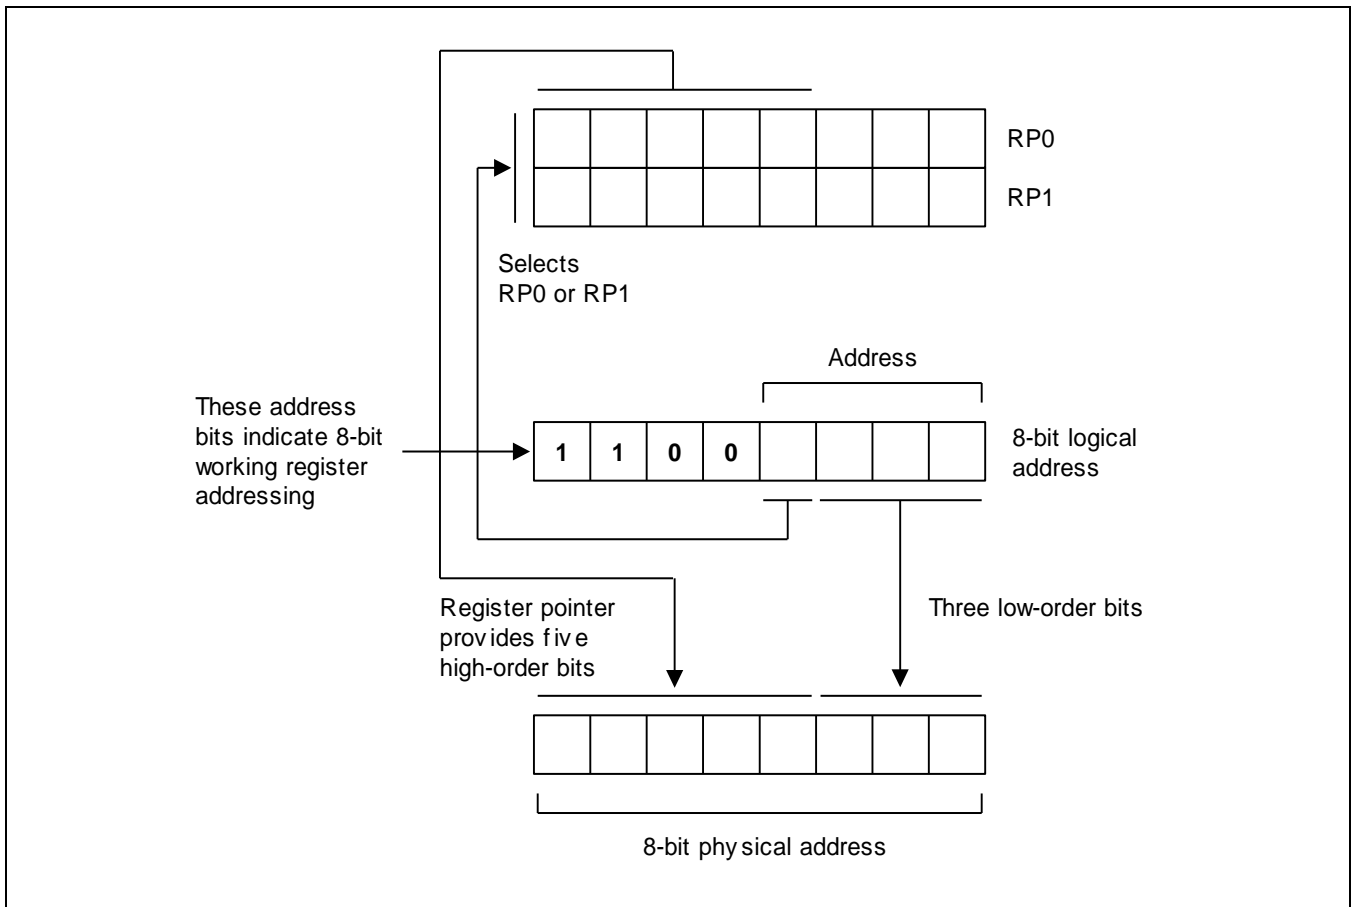 RP0
RP1
Selects
RP0 or RP1
Address
These address
bits indicate 8-bit
working register
addressing
1 1 0 0
8-bit logical
address
Register pointer
provides five
high-order bits
Three low-order bits
8-bit physical address